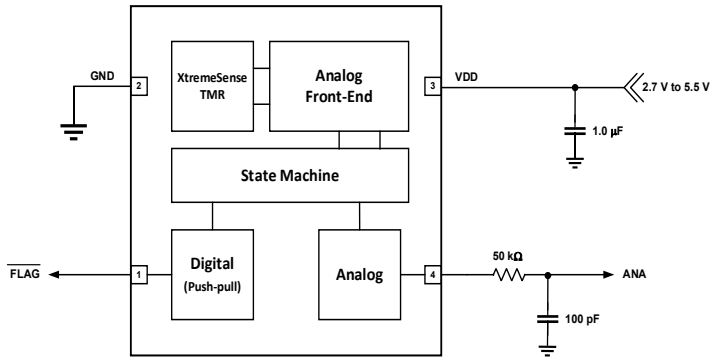 GND
2
XtremeSense
TMR
Analog
Front-End
3
VDD
2.7 V to 5.5 V
1.0 µF
State Machine
FLAG
1
Digital
(Push-pull)
Analog
4
50 kΩ
ANA
100 pF